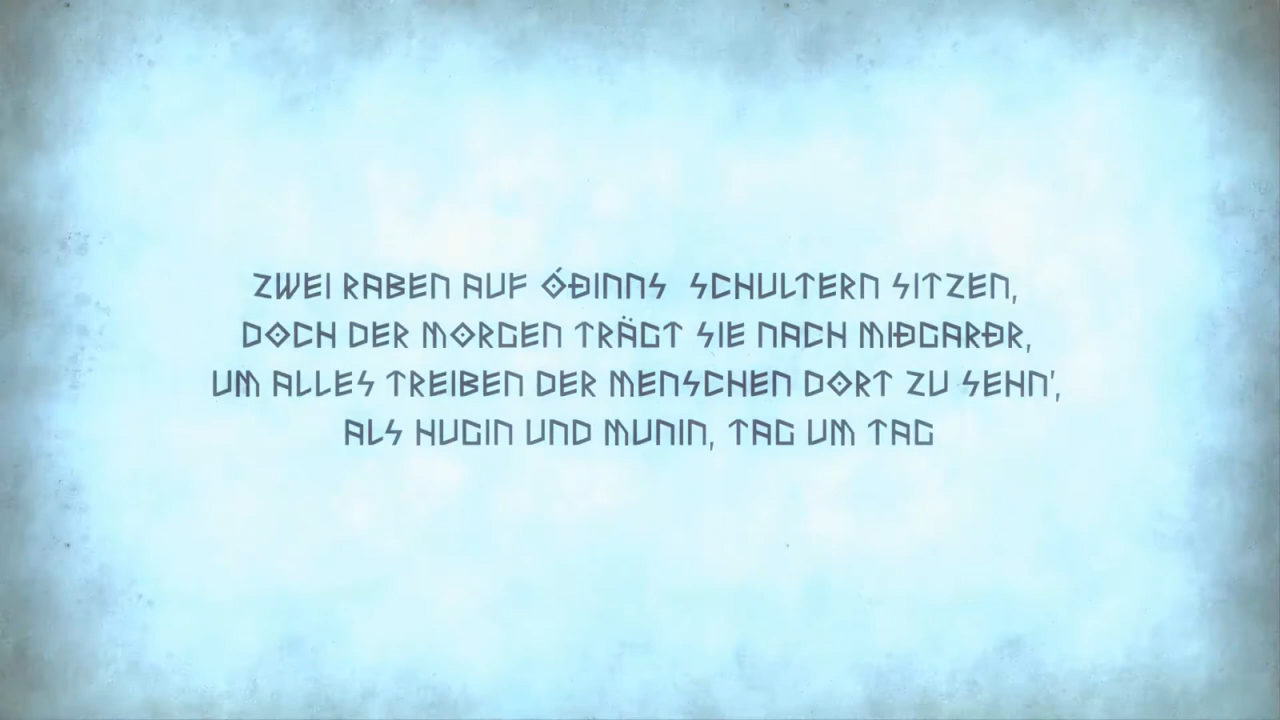 ZWEI RABEN AUF ÓÐINNS SCHULTERN SITZEN,
DOCH DER MORGEN TRÄGT SIE NACH MIÐGARÐR,
UM ALLES TREIBEN DER MENSCHEN DORT ZU SEHN',
ALS HUGIN UND MUNIN, TAG UM TAG